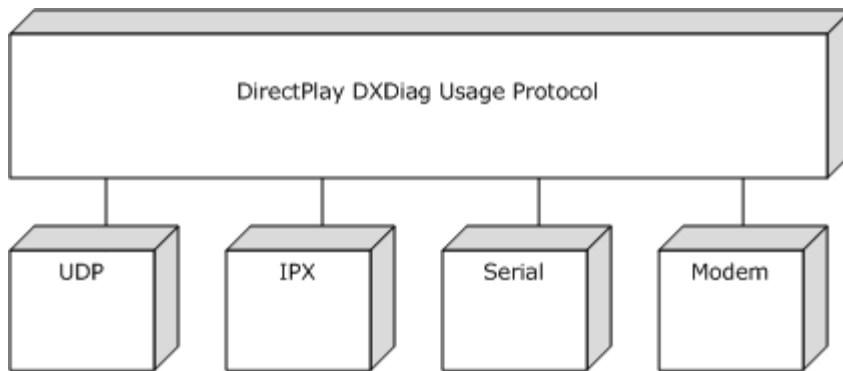 DirectPlay DXDiag Usage Protocol
UDP
IPX
Serial
Modem